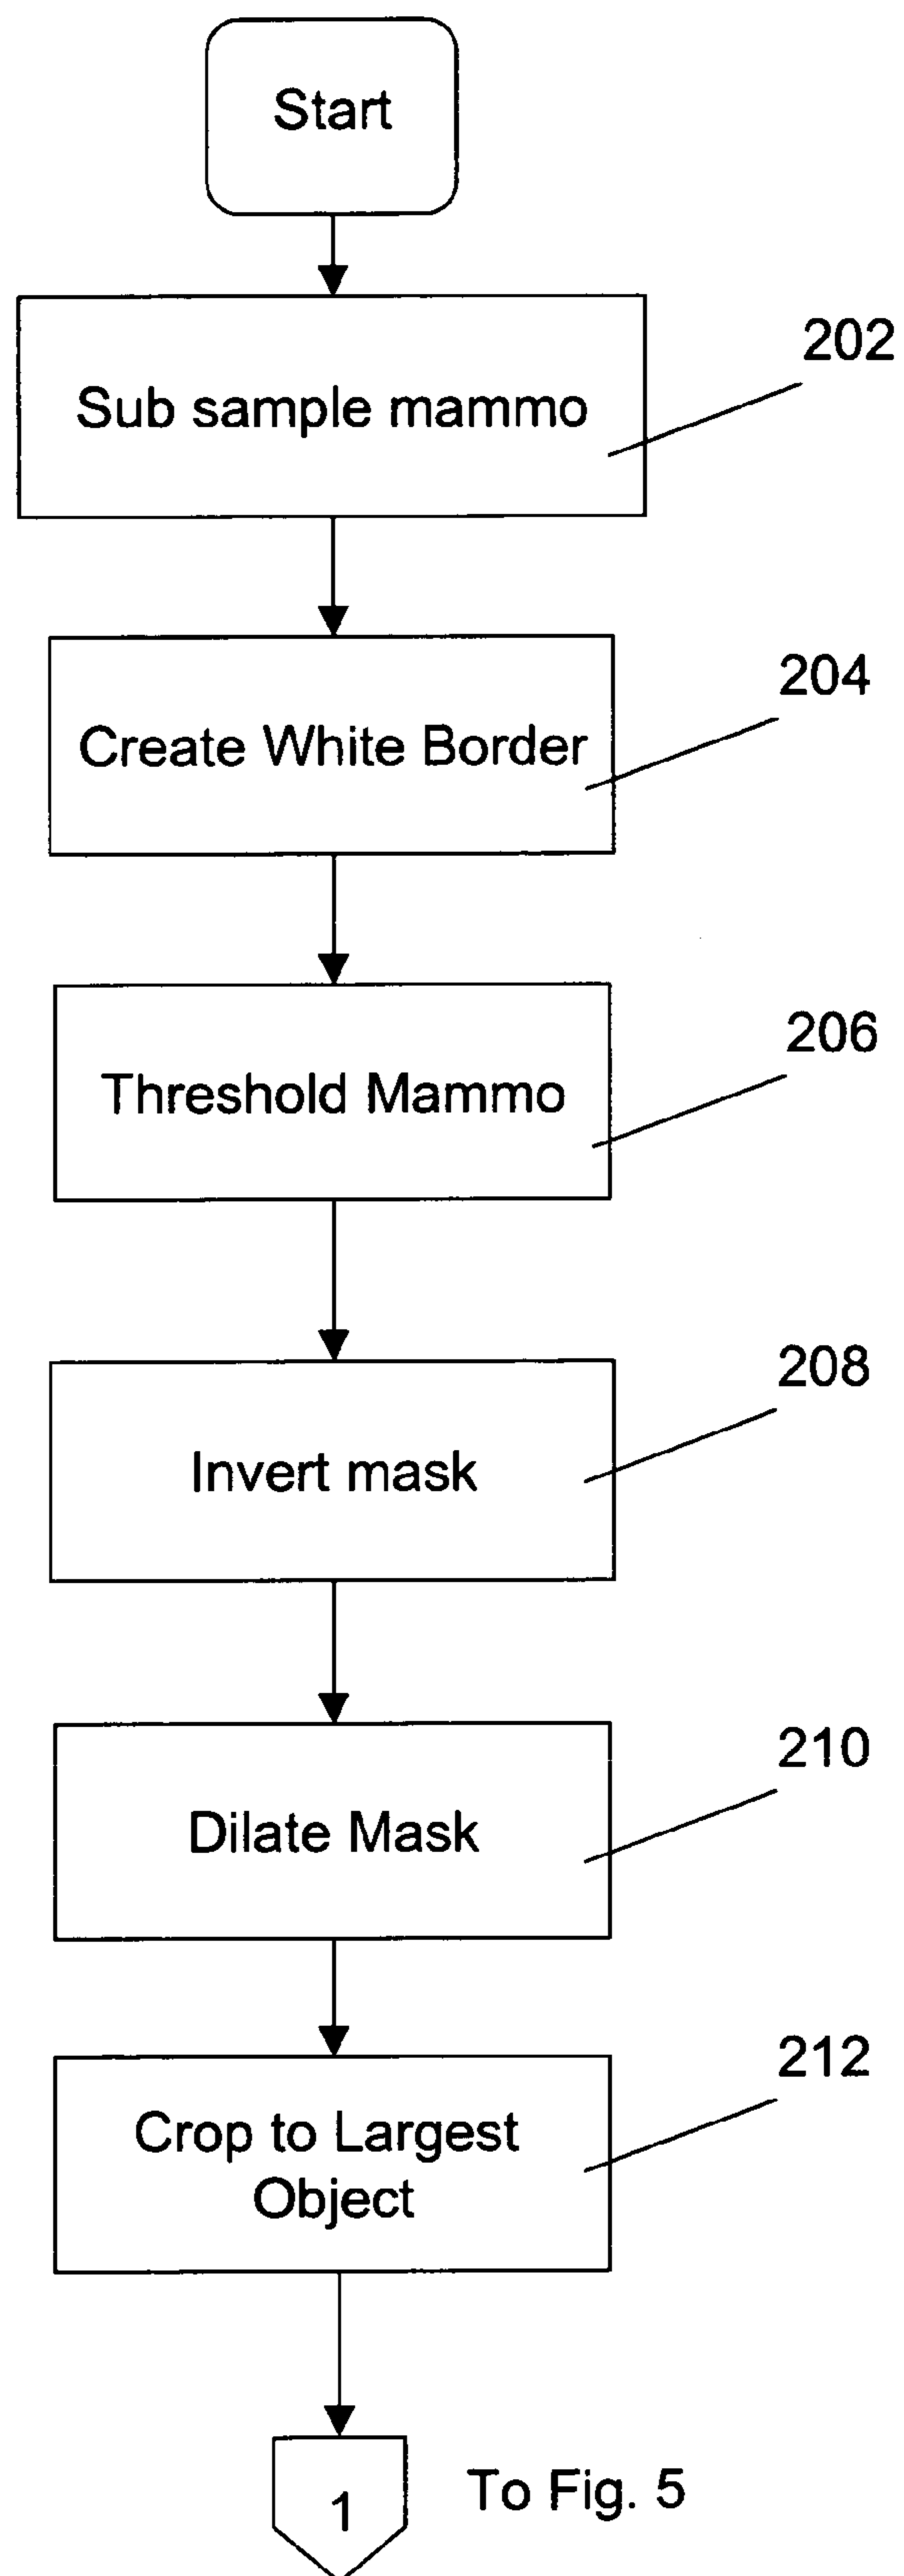 Start
Sub sample mammo
202
Create White Border
204
Threshold Mammo
206
Invert mask
208
Dilate Mask
210
Crop to Largest
Object
212
1
To Fig. 5